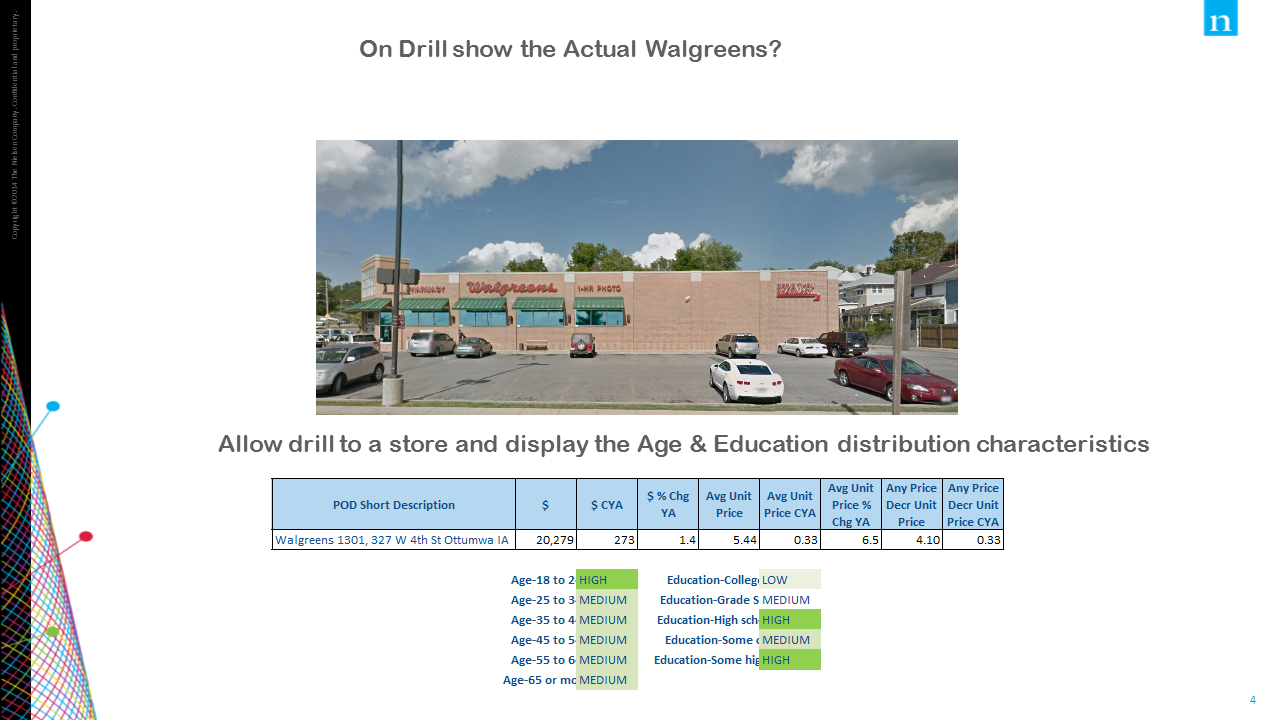 Copyright ©2014 The Nielsen Company. Confidential and proprietary.
n
On Drill show the Actual Walgreens?
PHARMACY Walgreens 1-HR PHOTO
DRIVE-THRU
PHARMACY
Allow drill to a store and display the Age & Education distribution characteristics
POD Short Description $ $ CYA $ % Chg YA Avg Unit Price Avg Unit Price CYA Avg Unit Price % Chg YA Any Price Decr Unit Price Any Price Decr Unit Price CYA
Walgreens 1301, 327 W 4th St Ottumwa IA 20,279 273 1.4 5.44 0.33 6.5 4.10 0.33
Age-18 to 2 HIGH Education-College LOW
Age-25 to 3 MEDIUM Education-Grade S MEDIUM
Age-35 to 4 MEDIUM Education-High sch HIGH
Age-45 to 5 MEDIUM Education-Some c MEDIUM
Age-55 to 6 MEDIUM Education-Some hig HIGH
Age-65 or mo MEDIUM
4